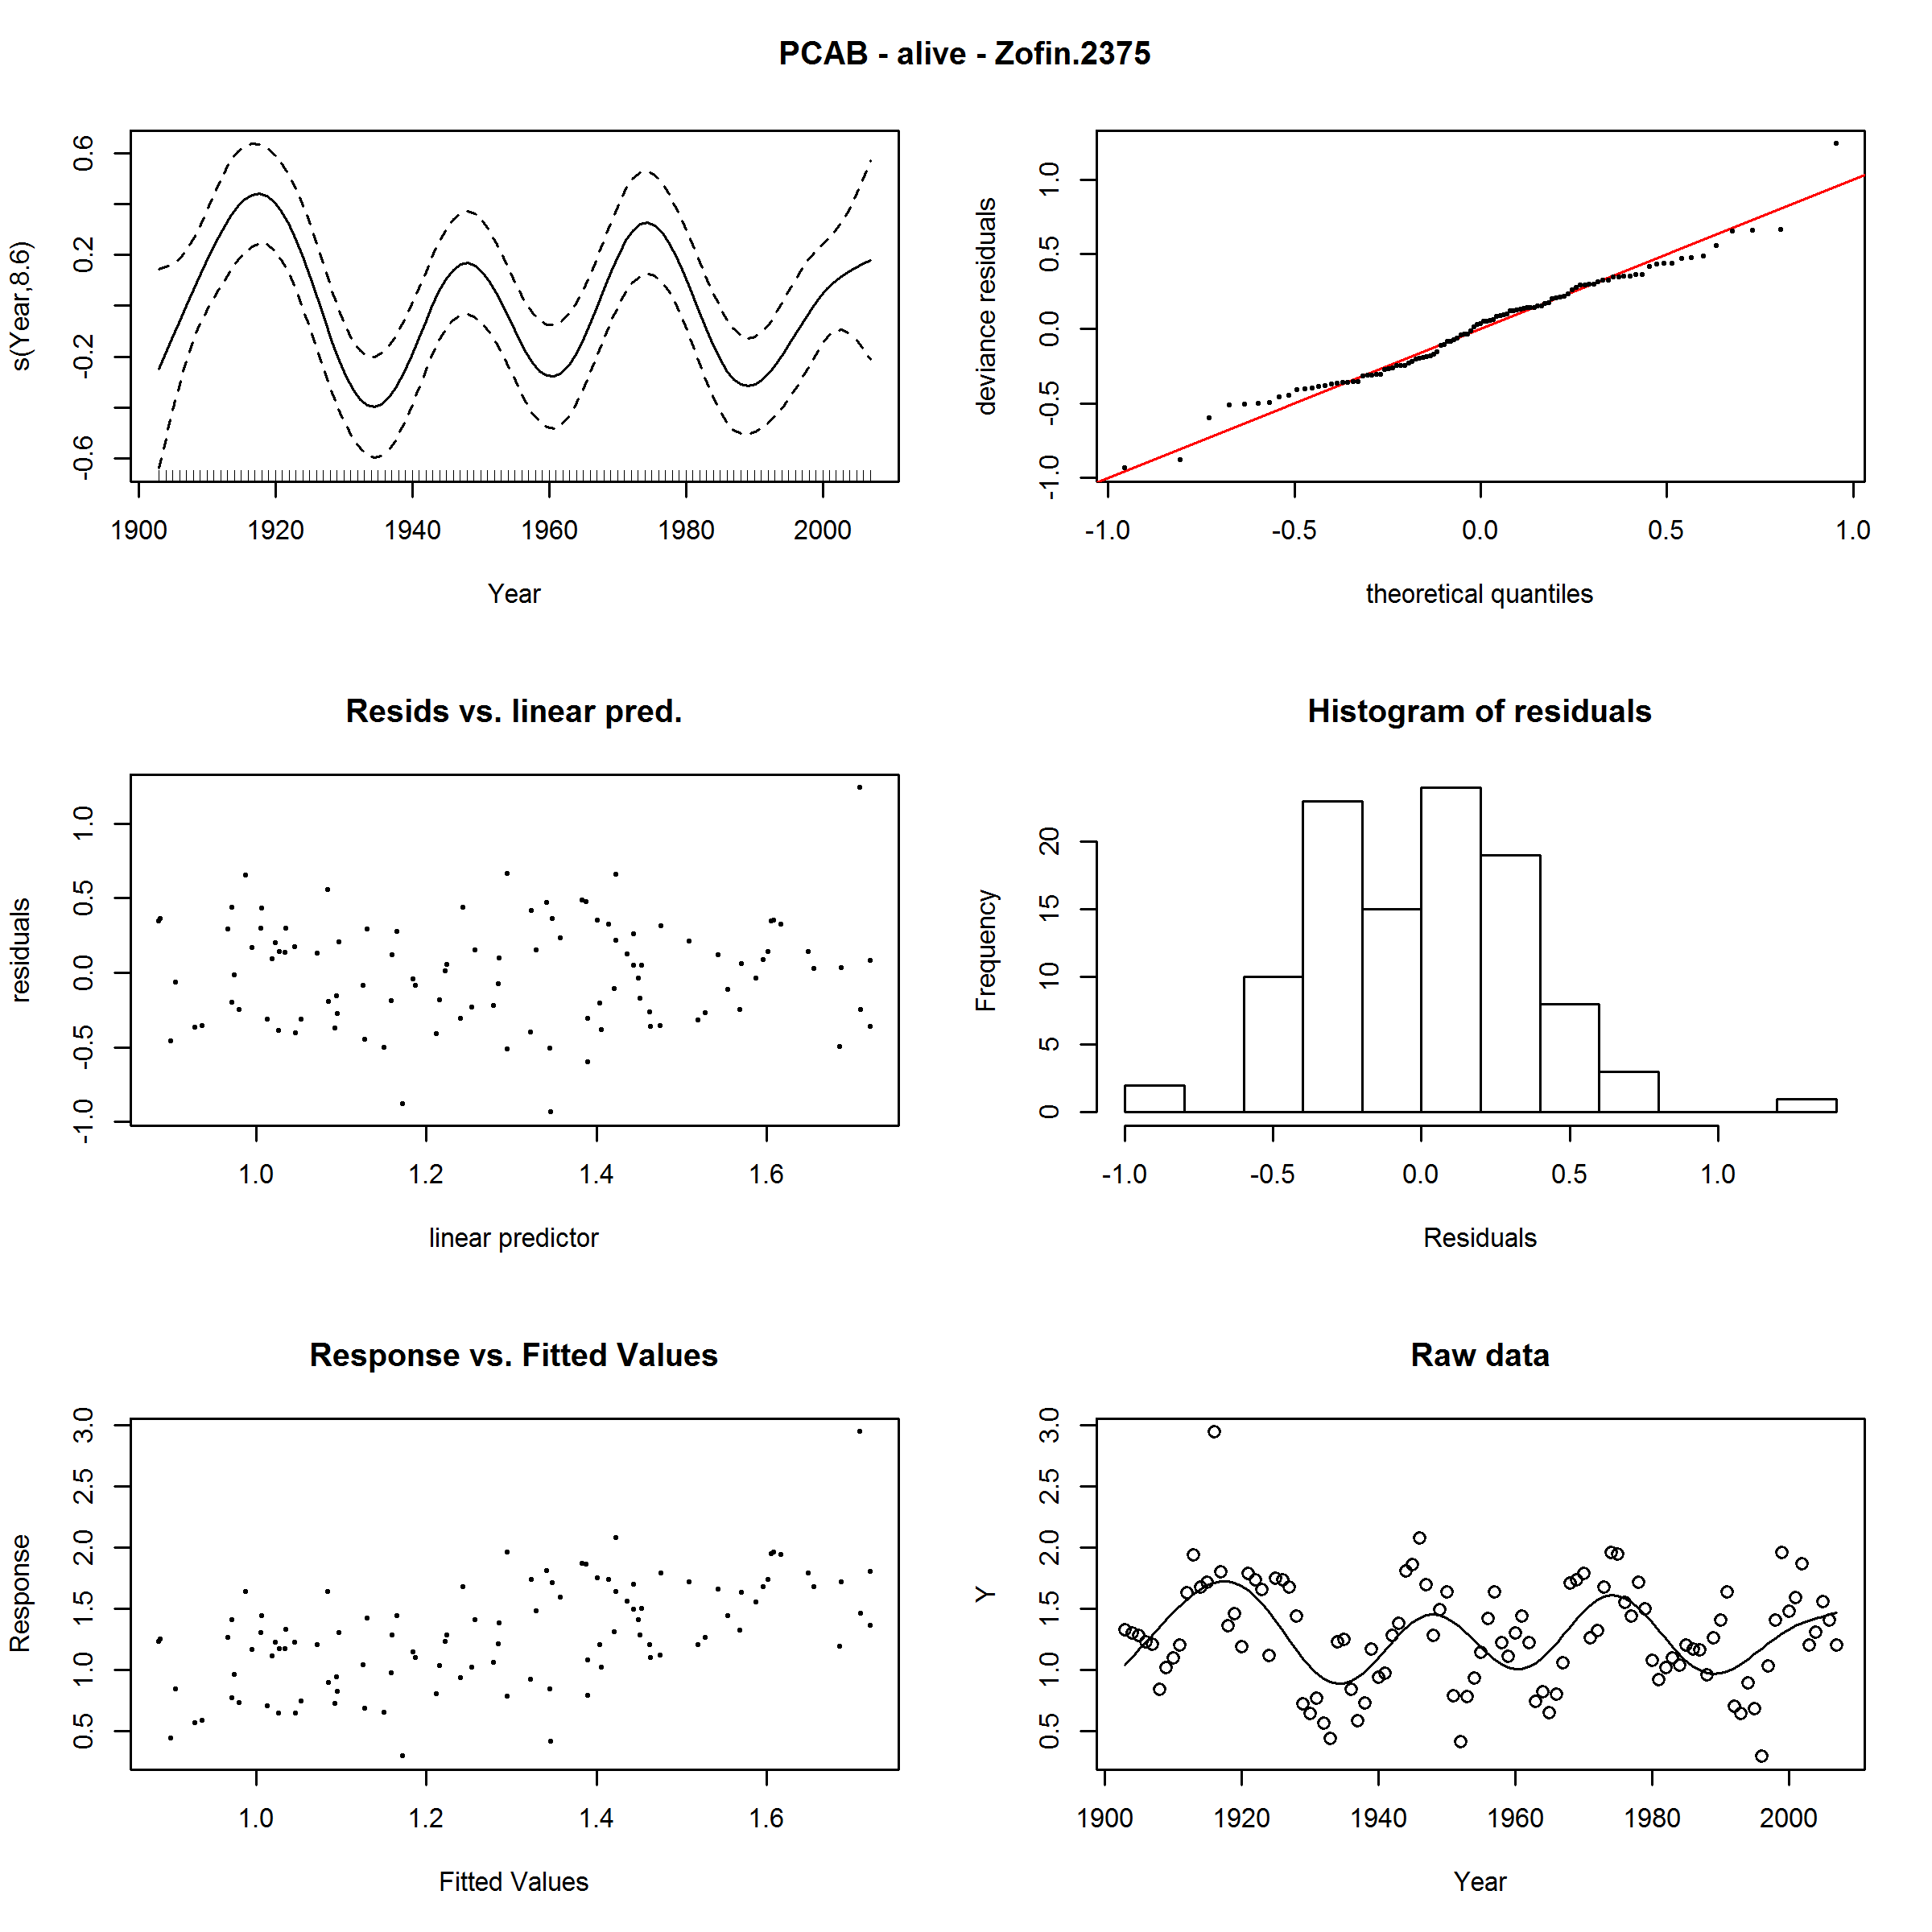 PCAB - alive - Zofin.2375
s(Year,8.6)
-0.6 -0.2 0.2 0.6
1900 1920 1940 1960 1980 2000
Year
deviance residuals
-1.0 -0.5 0.0 0.5 1.0
-1.0 -0.5 0.0 0.5 1.0
theoretical quantiles
Resids vs. linear pred.
residuals
-1.0 -0.5 0.0 0.5 1.0
1.0 1.2 1.4 1.6
linear predictor
Histogram of residuals
Frequency
0 5 10 15 20
-1.0 -0.5 0.0 0.5 1.0
Residuals
Response vs. Fitted Values
Response
0.5 1.0 1.5 2.0 2.5 3.0
1.0 1.2 1.4 1.6
Fitted Values
Raw data
Y
0.5 1.0 1.5 2.0 2.5 3.0
1900 1920 1940 1960 1980 2000
Year